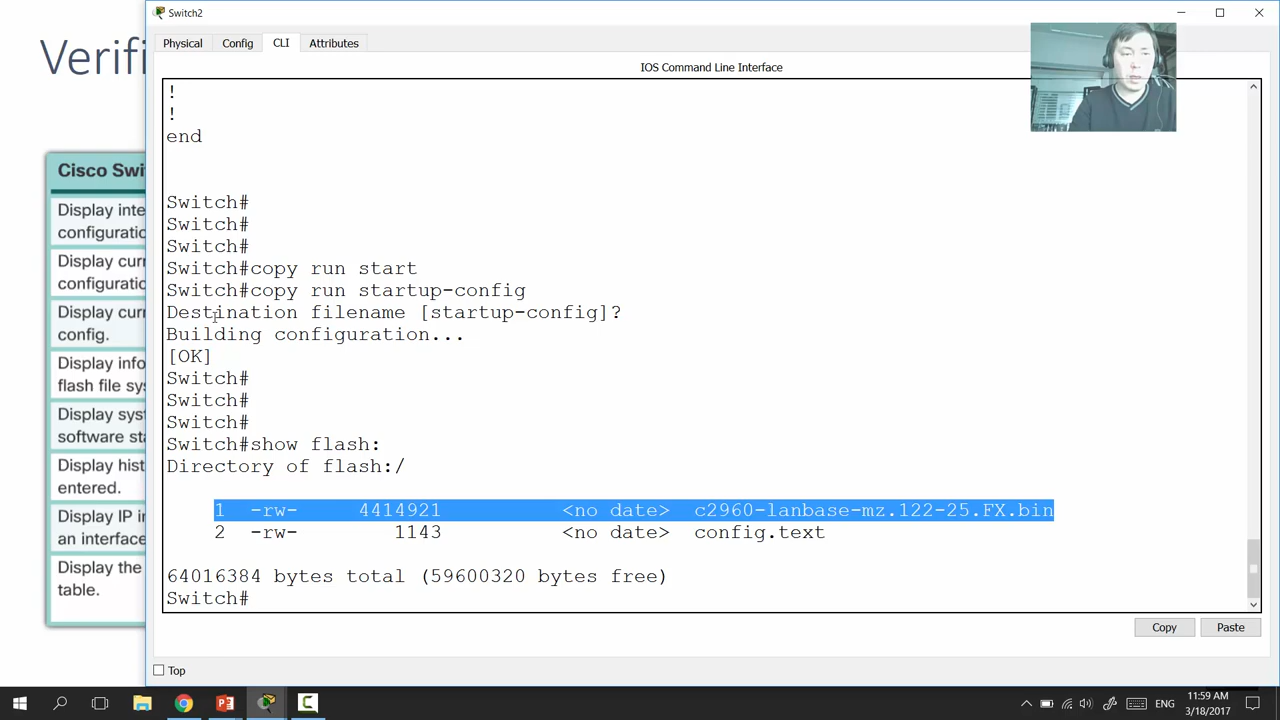 Switch2
Verifi
Physical Config CLI Attributes
IOS Command Line Interface
!
!
end
Switch#
Switch#
Switch#
Switch#copy run start
Switch#copy run startup-config
Destination filename [startup-config]?
Building configuration...
[OK]
Switch#
Switch#
Switch#
Switch#show flash:
Directory of flash:/
1 -rw- 4414921 <no date> c2960-lanbase-mz.122-25.FX.bin
2 -rw- 1143 <no date> config.text
64016384 bytes total (59600320 bytes free)
Switch#
Copy Paste
Top
Cisco Swi
Display inte
configuratio
Display curr
configuratio
Display curr
config.
Display info
flash file sys
Display syst
software sta
Display hist
entered.
Display IP in
an interface
Display the
table.
ENG
11:59 AM
3/18/2017